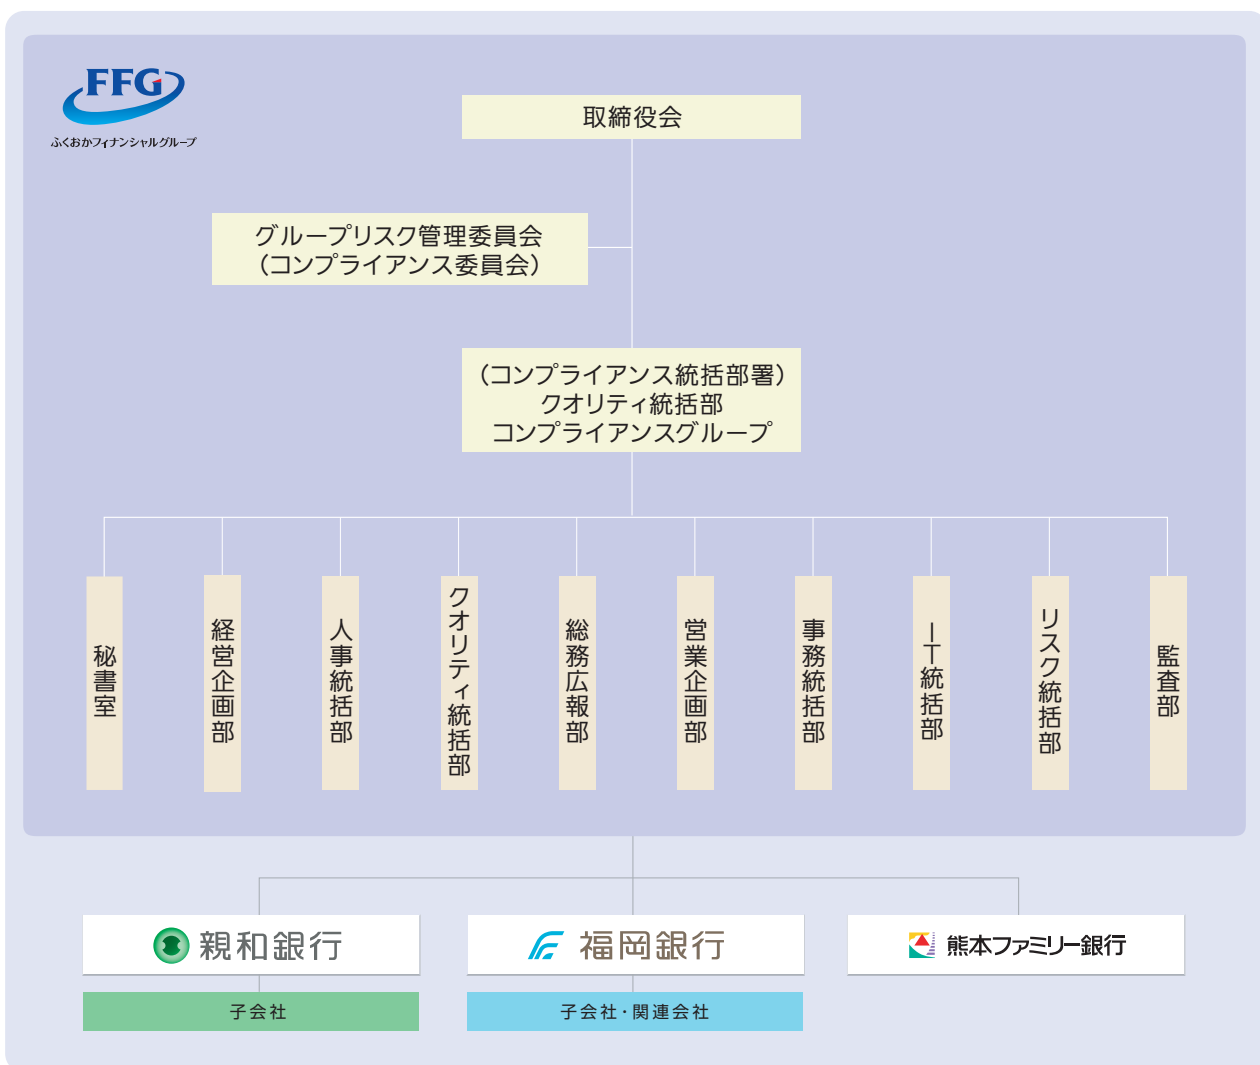 FFG
ふくおかフィナンシャルグループ
取締役会
グループリスク管理委員会
（コンプライアンス委員会）
（コンプライアンス統括部署）
クオリティ統括部
コンプライアンスグループ
秘書室
経営企画部
人事統括部
クオリティ統括部
総務広報部
営業企画部
事務統括部
IT統括部
リスク統括部
監査部
親和銀行
福岡銀行
熊本ファミリー銀行
子会社
子会社・関連会社